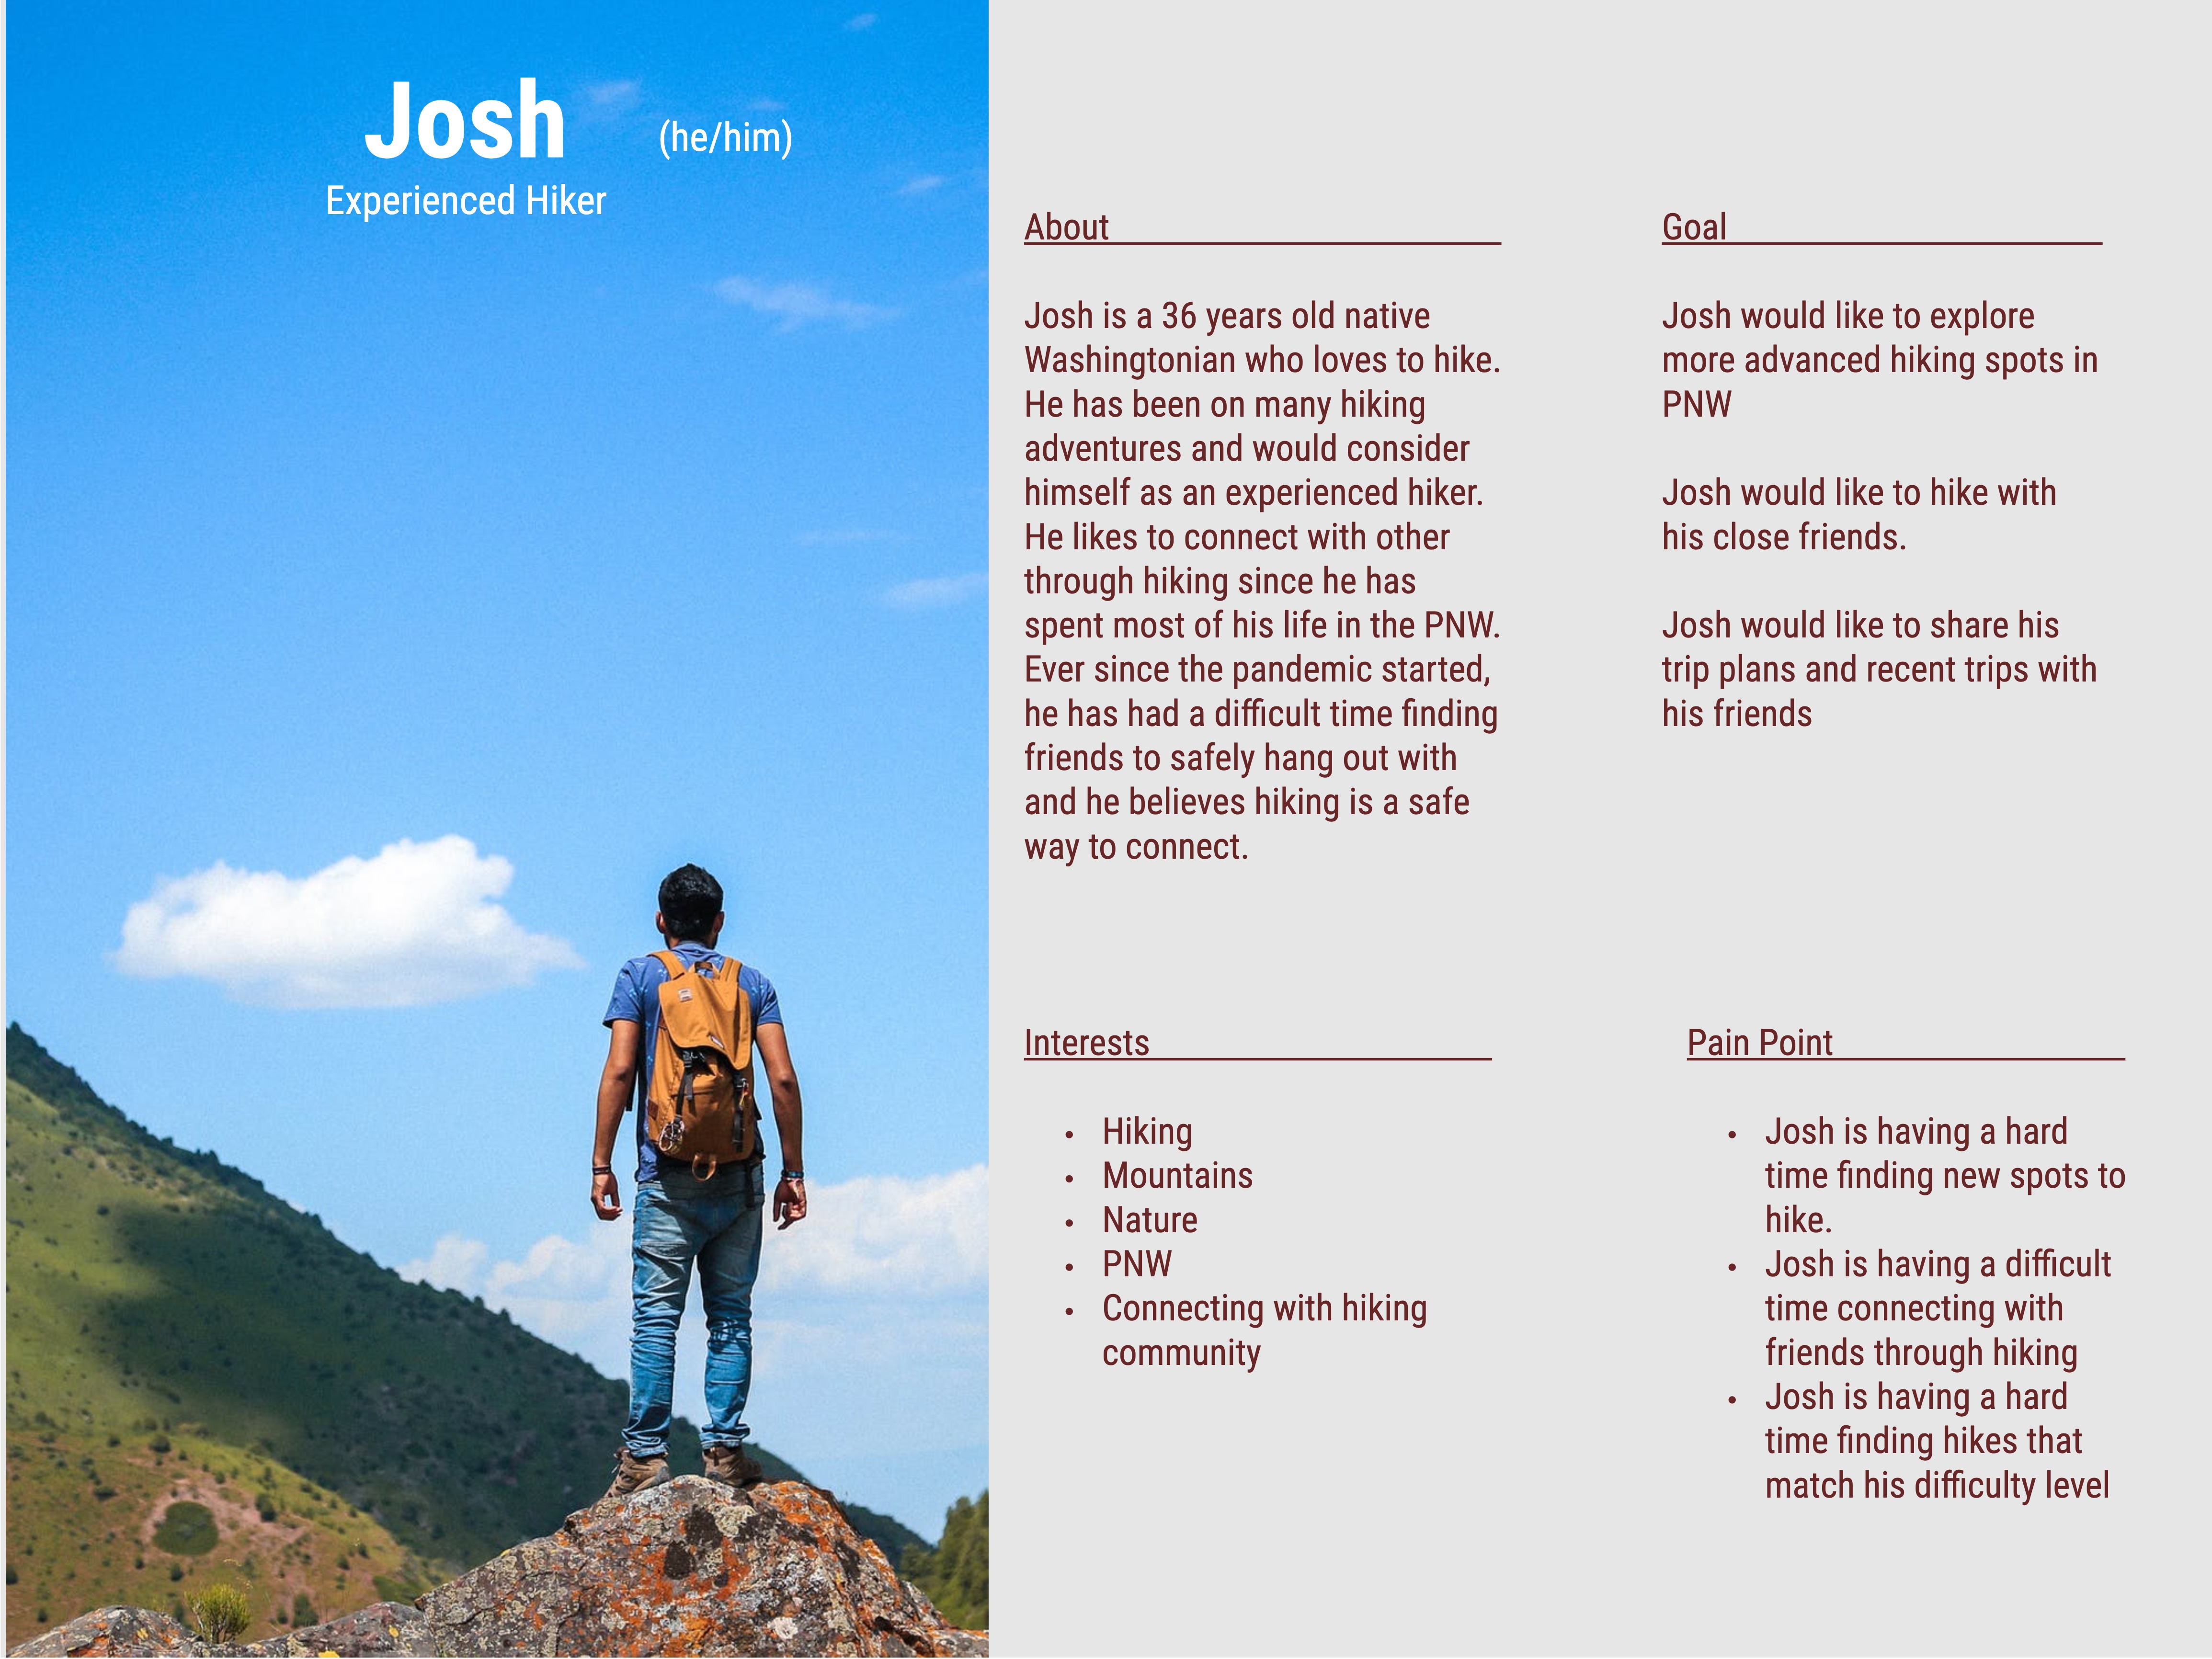 Josh (he/him)
Experienced Hiker
About
Josh is a 36 years old native
Washingtonian who loves to hike.
He has been on many hiking
adventures and would consider
himself as an experienced hiker.
He likes to connect with other
through hiking since he has
spent most of his life in the PNW.
Ever since the pandemic started,
he has had a difficult time finding
friends to safely hang out with
and he believes hiking is a safe
way to connect.
Goal
Josh would like to explore
more advanced hiking spots in
PNW
Josh would like to hike with
his close friends.
Josh would like to share his
trip plans and recent trips with
his friends
Interests
• Hiking
• Mountains
• Nature
• PNW
• Connecting with hiking
community
Pain Point
• Josh is having a hard
time finding new spots to
hike.
• Josh is having a difficult
time connecting with
friends through hiking
• Josh is having a hard
time finding hikes that
match his difficulty level